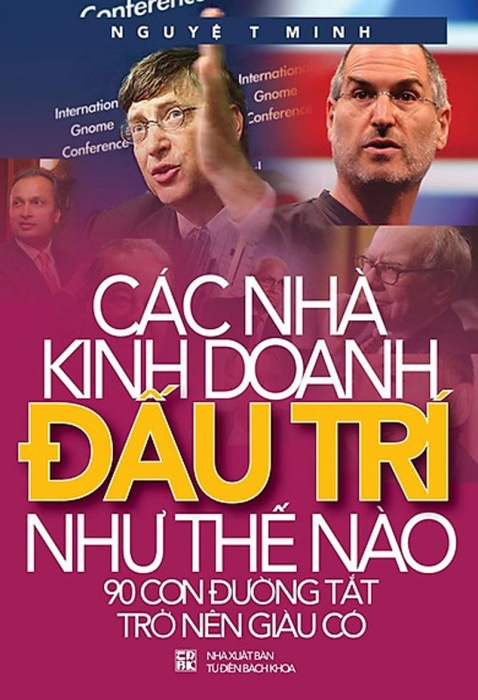 Conference
Conference
NGUYỆT MINH
International
Gnome
Conference
International
Gnome
Conference
CÁC NHÀ
KINH DOANH
ĐẤU TRÍ
NHƯ THẾ NÀO
90 CON ĐƯỜNG TẮT
TRỞ NÊN GIÀU CÓ
NHÀ XUẤT BẢN
TỪ ĐIỂN BÁCH KHOA